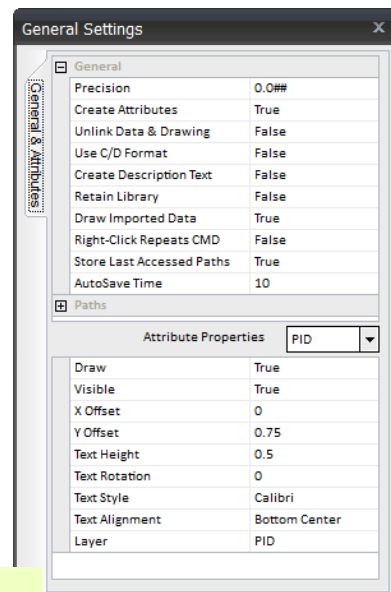 General Settings x
General & Attributes
General
Precision 0.0##
Create Attributes True
Unlink Data & Drawing False
Use C/D Format False
Create Description Text False
Retain Library False
Draw Imported Data True
Right-Click Repeats CMD False
Store Last Accessed Paths True
AutoSave Time 10
Paths
Attribute Properties PID
Draw True
Visible True
X Offset 0
Y Offset 0.75
Text Height 0.5
Text Rotation 0
Text Style Calibri
Text Alignment Bottom Center
Layer PID